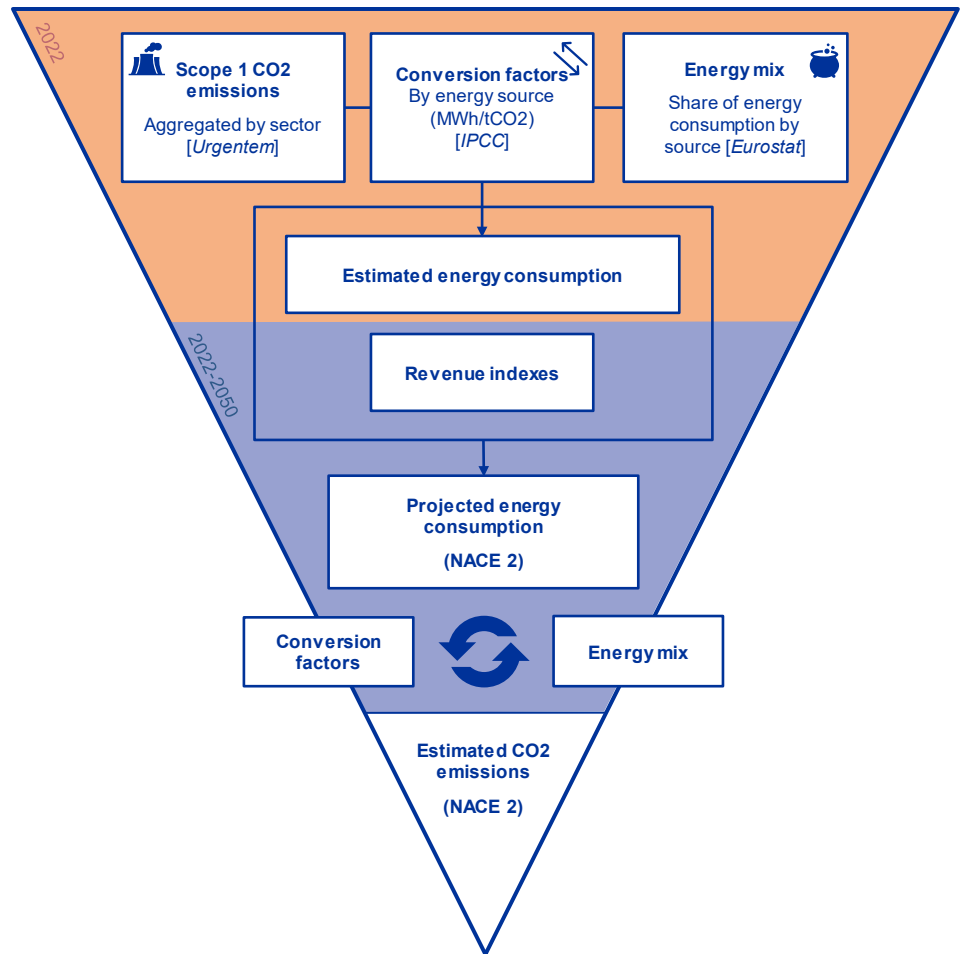 2022
Scope 1 CO2
emissions
Aggregated by sector
[Urgentem]
Conversion factors
By energy source
(MWh/tCO2)
[IPCC]
Energy mix
Share of energy
consumption by
source [Eurostat]
Estimated energy consumption
2022-2050
Revenue indexes
Projected energy
consumption
(NACE 2)
Conversion
factors
Energy mix
Estimated CO2
emissions
(NACE 2)